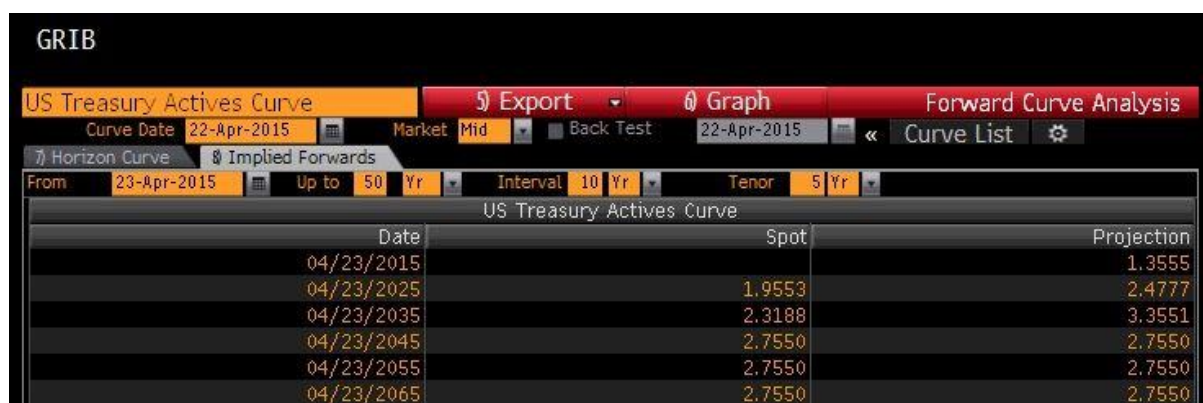 GRIB
US Treasury Actives Curve 5) Export 6) Graph Forward Curve Analysis
Curve Date 22-Apr-2015 Market Mid Back Test 22-Apr-2015 « Curve List
7) Horizon Curve 8) Implied Forwards
From 23-Apr-2015 Up to 50 Yr Interval 10 Yr Tenor 5 Yr
US Treasury Actives Curve
Date Spot Projection
04/23/2015 1.3555
04/23/2025 1.9553 2.4777
04/23/2035 2.3188 3.3551
04/23/2045 2.7550 2.7550
04/23/2055 2.7550 2.7550
04/23/2065 2.7550 2.7550